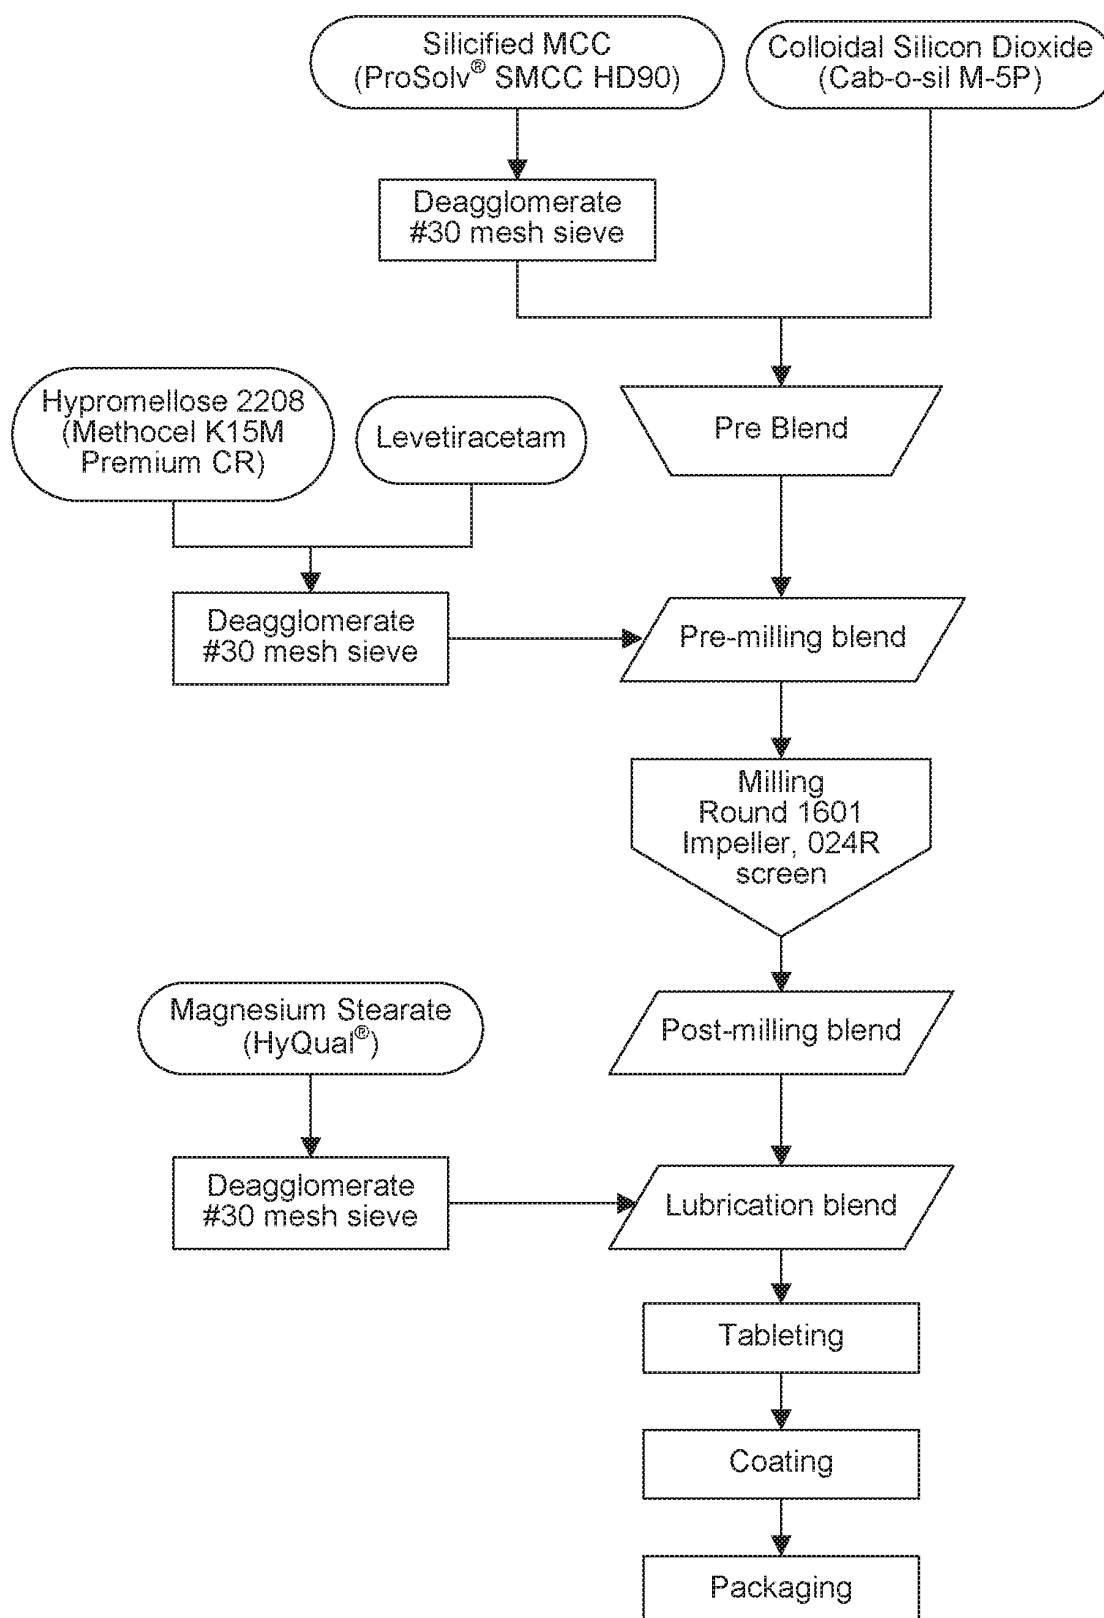 Silicified MCC
(ProSolv® SMCC HD90)
Colloidal Silicon Dioxide
(Cab-o-sil M-5P)
Deagglomerate
#30 mesh sieve
Hypromellose 2208
(Methocel K15M
Premium CR)
Levetiracetam
Pre Blend
Deagglomerate
#30 mesh sieve
Pre-milling blend
Milling
Round 1601
Impeller, 024R
screen
Magnesium Stearate
(HyQual®)
Post-milling blend
Deagglomerate
#30 mesh sieve
Lubrication blend
Tableting
Coating
Packaging